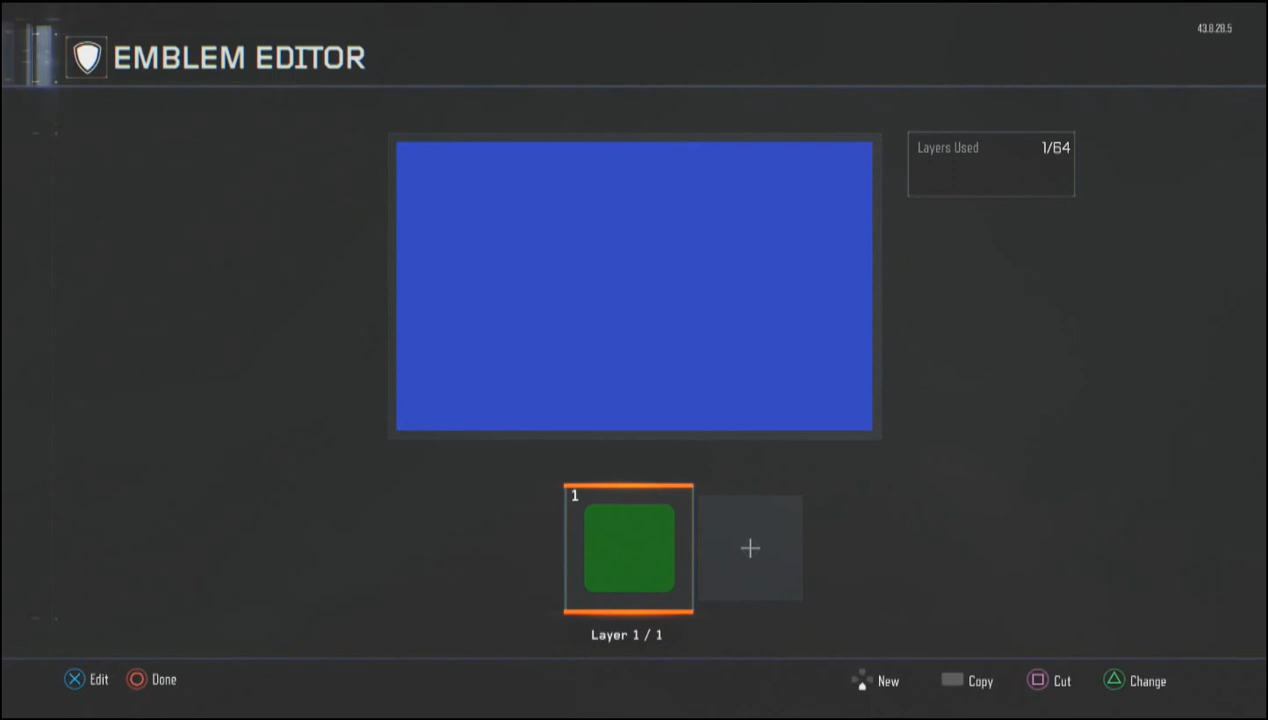 43.8.28.5
EMBLEM EDITOR
Layers Used 1/64
1
Layer 1 / 1
Edit Done New Copy Cut Change